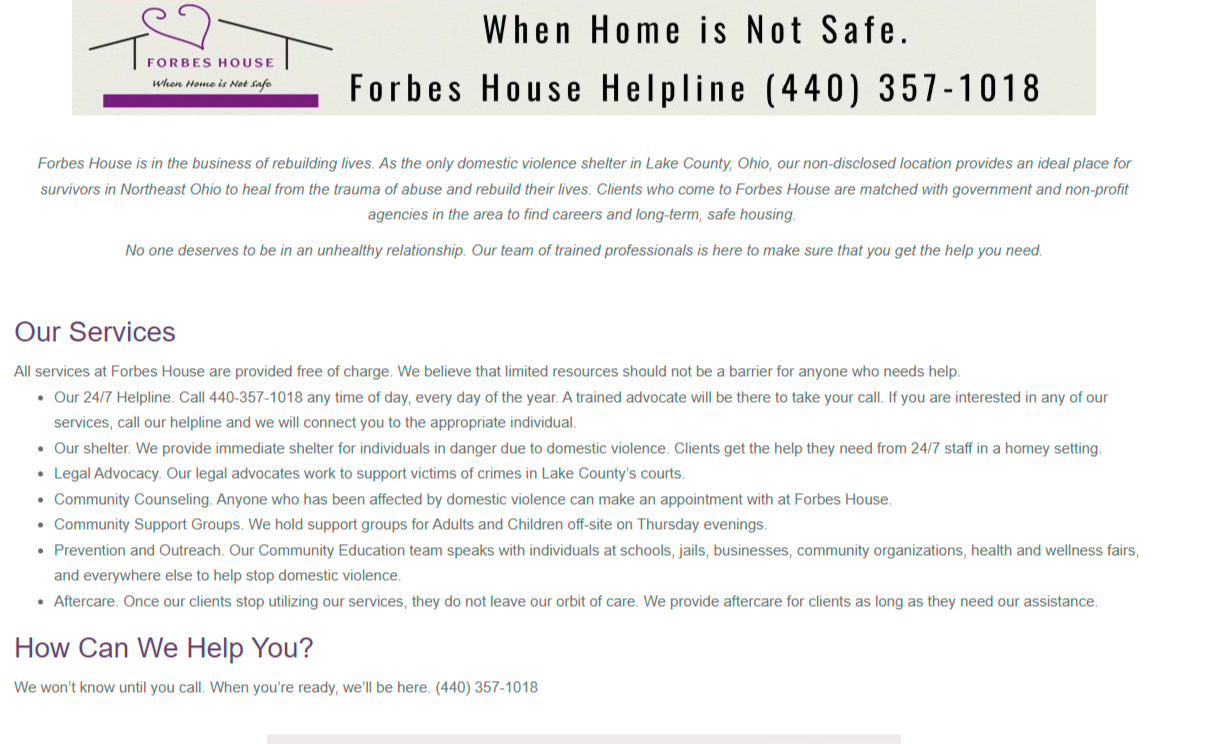 When Home is Not Safe.
FORBES HOUSE
When Home is Not Safe
Forbes House Helpline (440) 357-1018
Forbes House is in the business of rebuilding lives. As the only domestic violence shelter in Lake County, Ohio, our non-disclosed location provides an ideal place for
survivors in Northeast Ohio to heal from the trauma of abuse and rebuild their lives. Clients who come to Forbes House are matched with government and non-profit
agencies in the area to find careers and long-term, safe housing.
No one deserves to be in an unhealthy relationship. Our team of trained professionals is here to make sure that you get the help you need.
Our Services
All services at Forbes House are provided free of charge. We believe that limited resources should not be a barrier for anyone who needs help.
• Our 24/7 Helpline. Call 440-357-1018 any time of day, every day of the year. A trained advocate will be there to take your call. If you are interested in any of our
services, call our helpline and we will connect you to the appropriate individual.
• Our shelter. We provide immediate shelter for individuals in danger due to domestic violence. Clients get the help they need from 24/7 staff in a homey setting.
• Legal Advocacy. Our legal advocates work to support victims of crimes in Lake County's courts.
• Community Counseling. Anyone who has been affected by domestic violence can make an appointment with at Forbes House.
• Community Support Groups. We hold support groups for Adults and Children off-site on Thursday evenings.
• Prevention and Outreach. Our Community Education team speaks with individuals at schools, jails, businesses, community organizations, health and wellness fairs,
and everywhere else to help stop domestic violence.
• Aftercare. Once our clients stop utilizing our services, they do not leave our orbit of care. We provide aftercare for clients as long as they need our assistance.
How Can We Help You?
We won't know until you call. When you're ready, we'll be here. (440) 357-1018